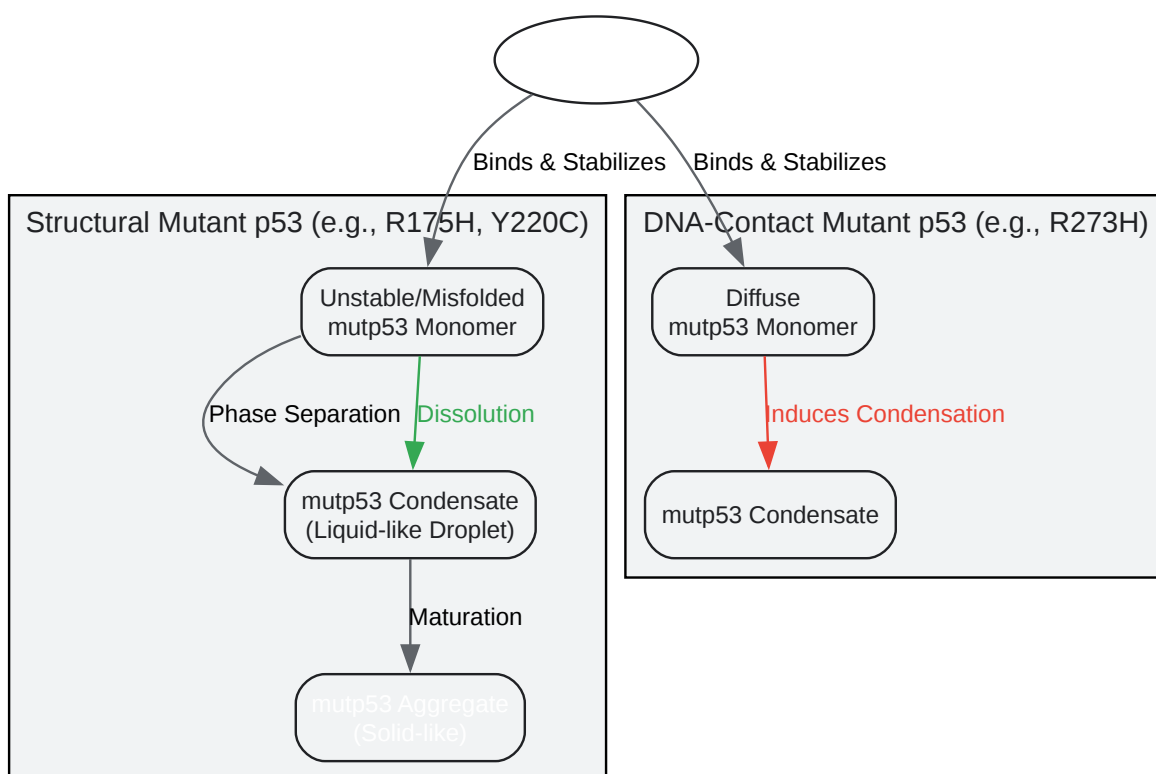 Binds & Stabilizes
Binds & Stabilizes
Structural Mutant p53 (e.g., R175H, Y220C)
DNA-Contact Mutant p53 (e.g., R273H)
Unstable/Misfolded
mutp53 Monomer
Diffuse
mutp53 Monomer
Phase Separation
Dissolution
Induces Condensation
mutp53 Condensate
(Liquid-like Droplet)
mutp53 Condensate
Maturation
mutp53 Aggregate
(Solid-like)